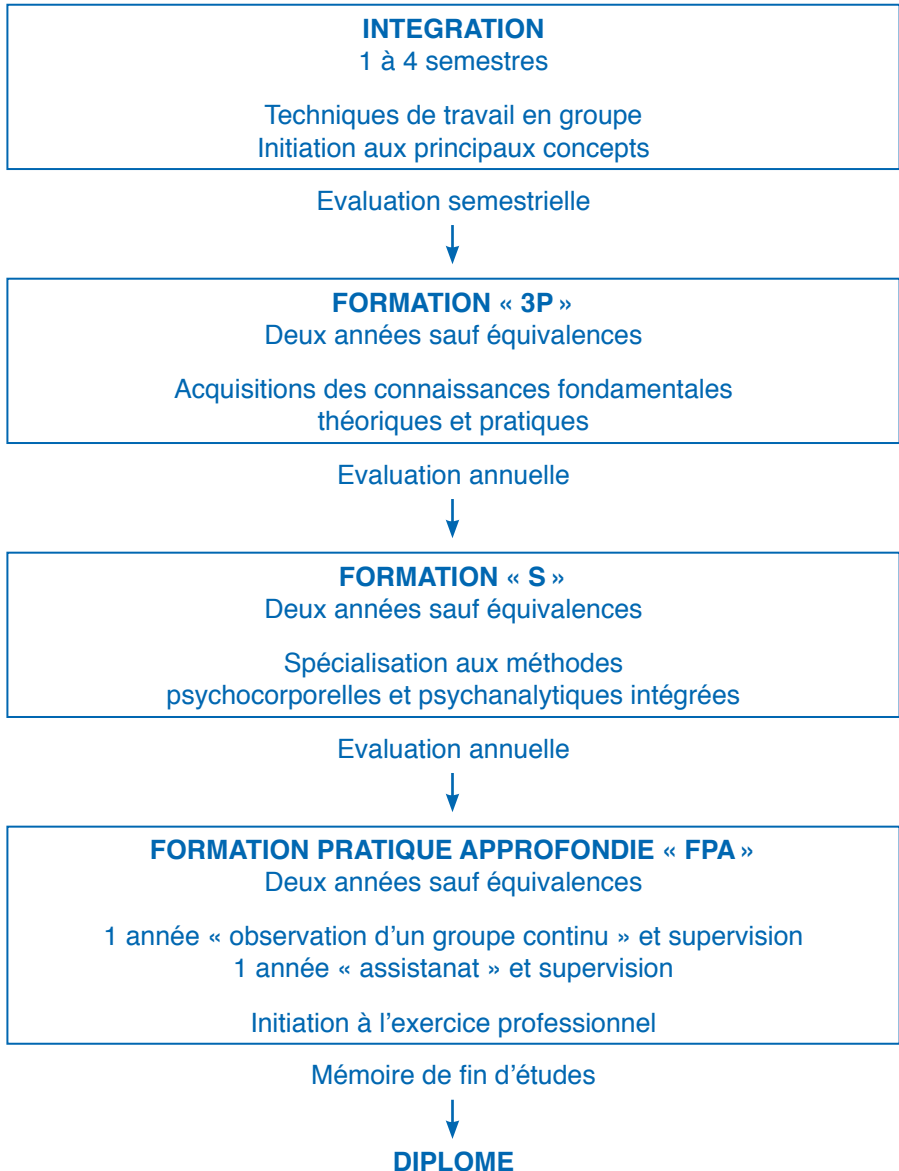 INTEGRATION
1 à 4 semestres
Techniques de travail en groupe
Initiation aux principaux concepts
Evaluation semestrielle
FORMATION « 3P »
Deux années sauf équivalences
Acquisitions des connaissances fondamentales
théoriques et pratiques
Evaluation annuelle
FORMATION « S »
Deux années sauf équivalences
Spécialisation aux méthodes
psychocorporelles et psychanalytiques intégrées
Evaluation annuelle
FORMATION PRATIQUE APPROFONDIE « FPA »
Deux années sauf équivalences
1 année « observation d’un groupe continu » et supervision
1 année « assistanat » et supervision
Initiation à l’exercice professionnel
Mémoire de fin d’études
DIPLOME